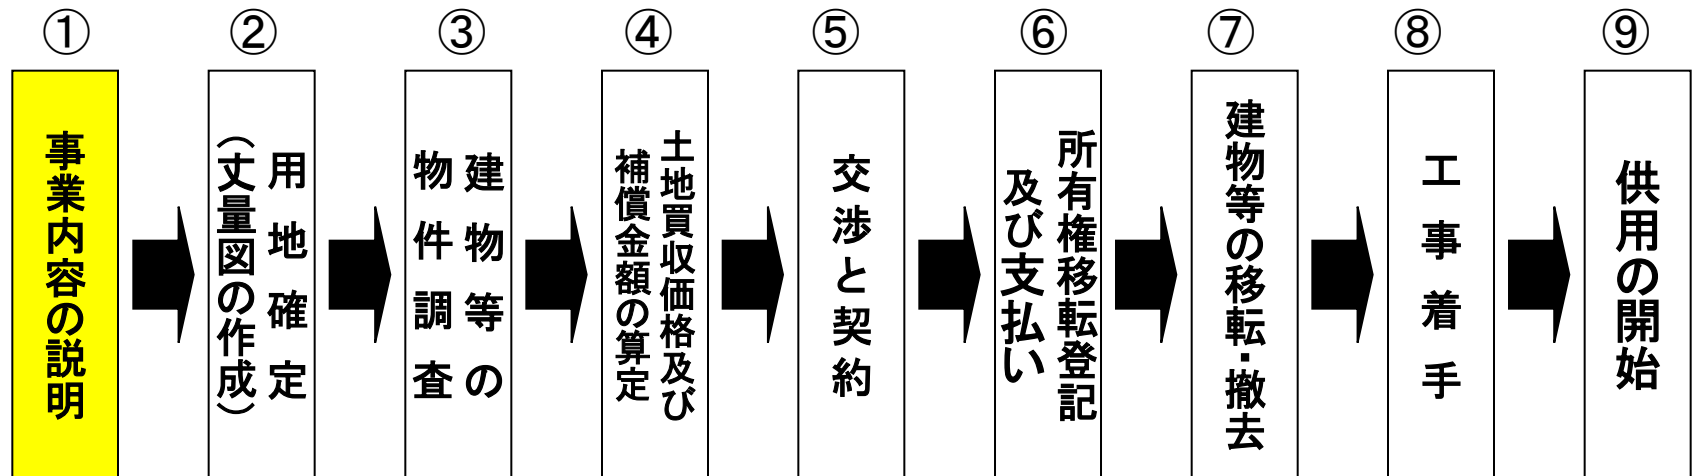 ①
事業内容の説明
②
用地確定
（丈量図の作成）
③
建物等の
物件調査
④
土地買収価格及び
補償金額の算定
⑤
交渉と契約
⑥
所有権移転登記
及び支払い
⑦
建物等の移転・撤去
⑧
工事着手
⑨
供用の開始